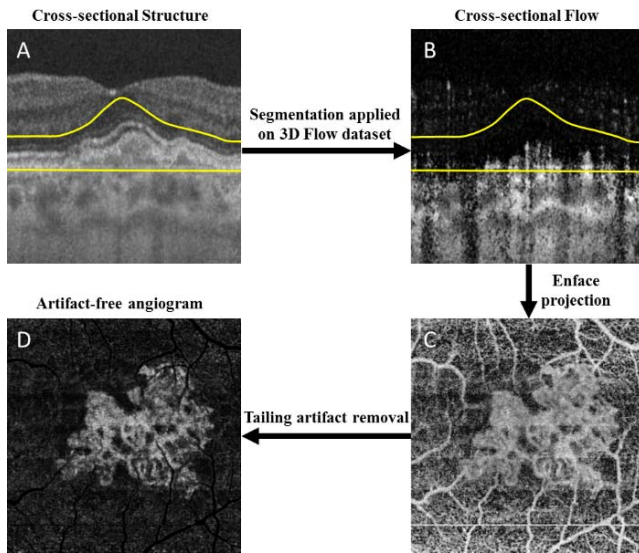 Cross-sectional Structure
Cross-sectional Flow
A
B
Segmentation applied
on 3D Flow dataset
Enface
projection
Artifact-free angiogram
D
C
Tailing artifact removal